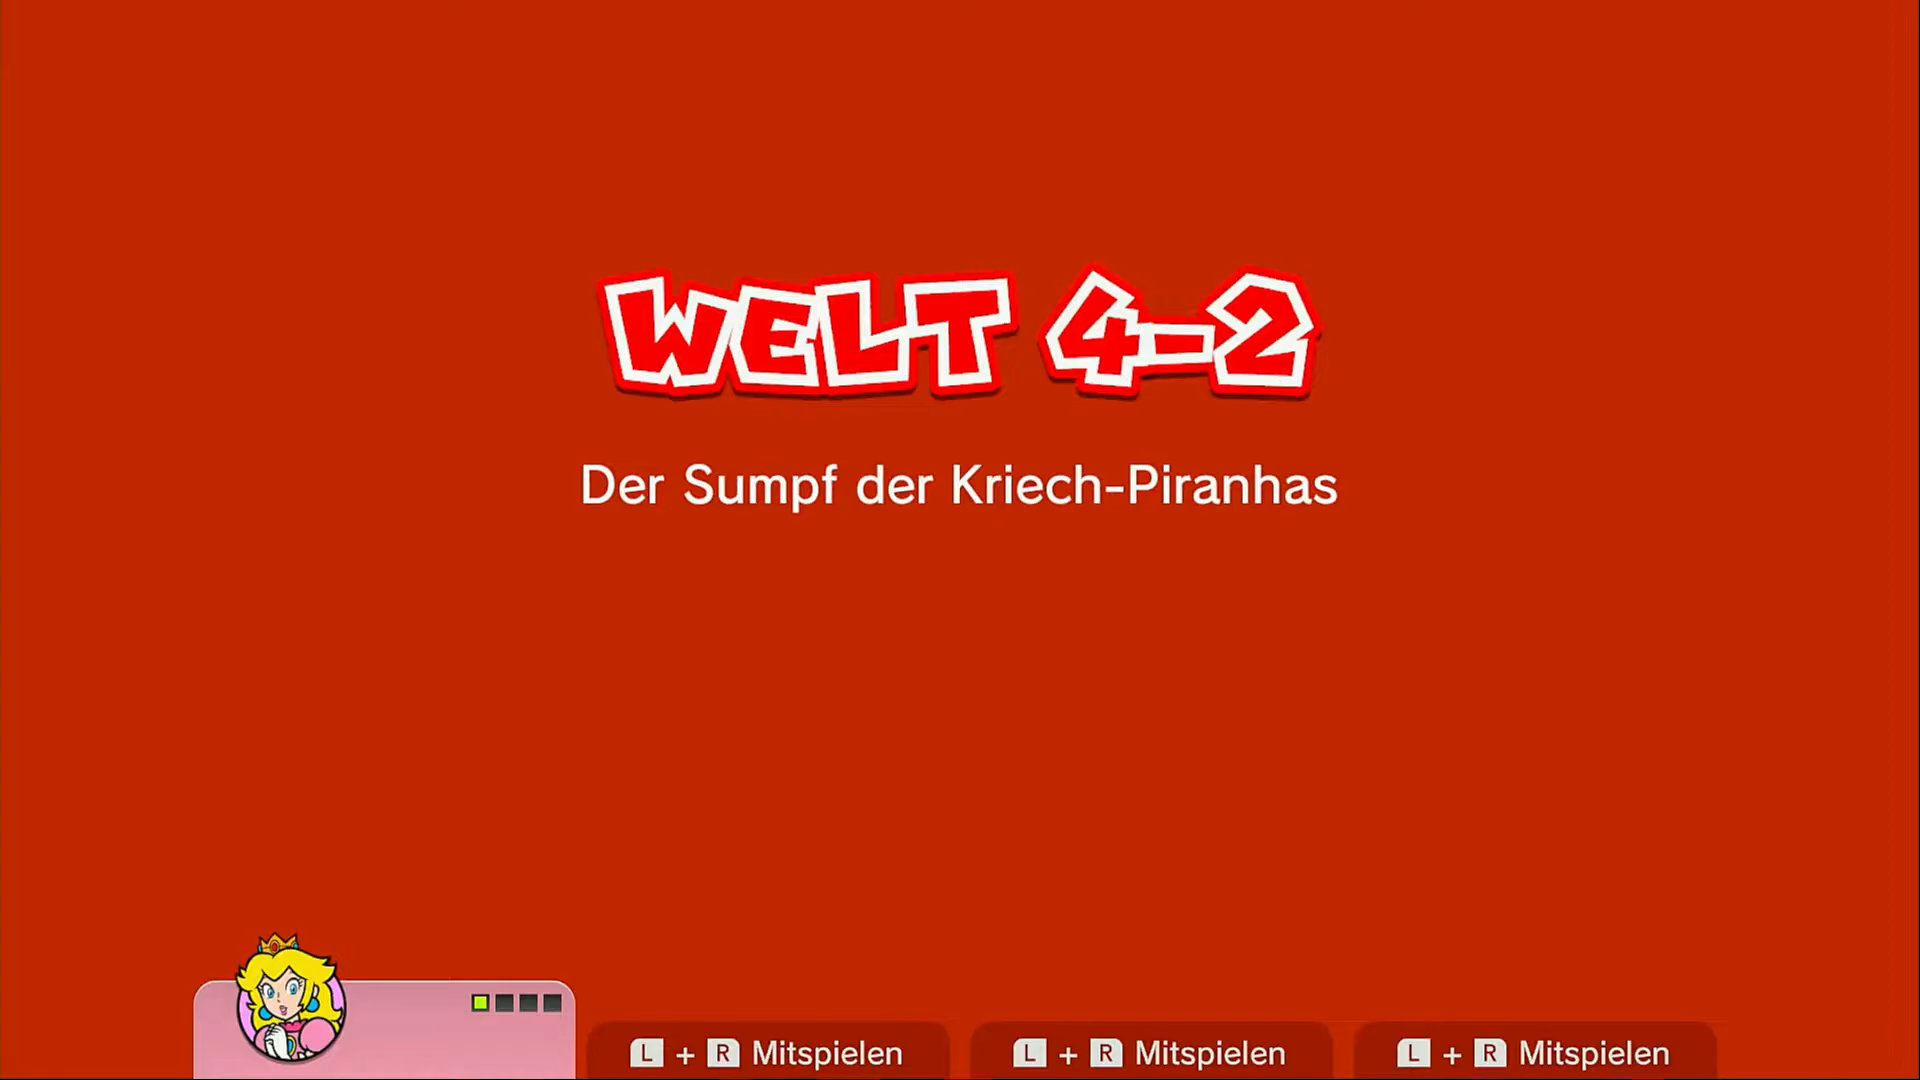 WELT 4-2
Der Sumpf der Kriech-Piranhas
L + R Mitspielen
L + R Mitspielen
L + R Mitspielen